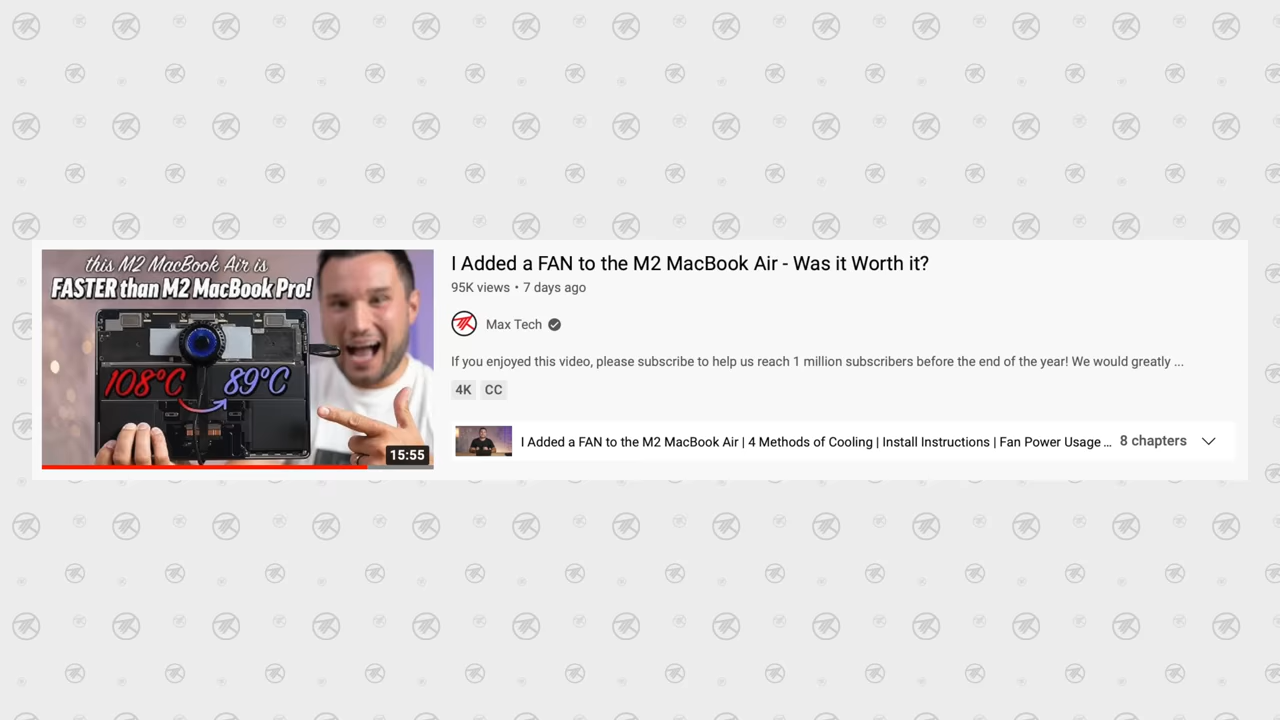 this M2 MacBook Air is
FASTER than M2 MacBook Pro!
108°C 89°C
15:55
I Added a FAN to the M2 MacBook Air - Was it Worth it?
95K views • 7 days ago
Max Tech
If you enjoyed this video, please subscribe to help us reach 1 million subscribers before the end of the year! We would greatly ...
4K CC
I Added a FAN to the M2 MacBook Air | 4 Methods of Cooling | Install Instructions | Fan Power Usage ... 8 chapters